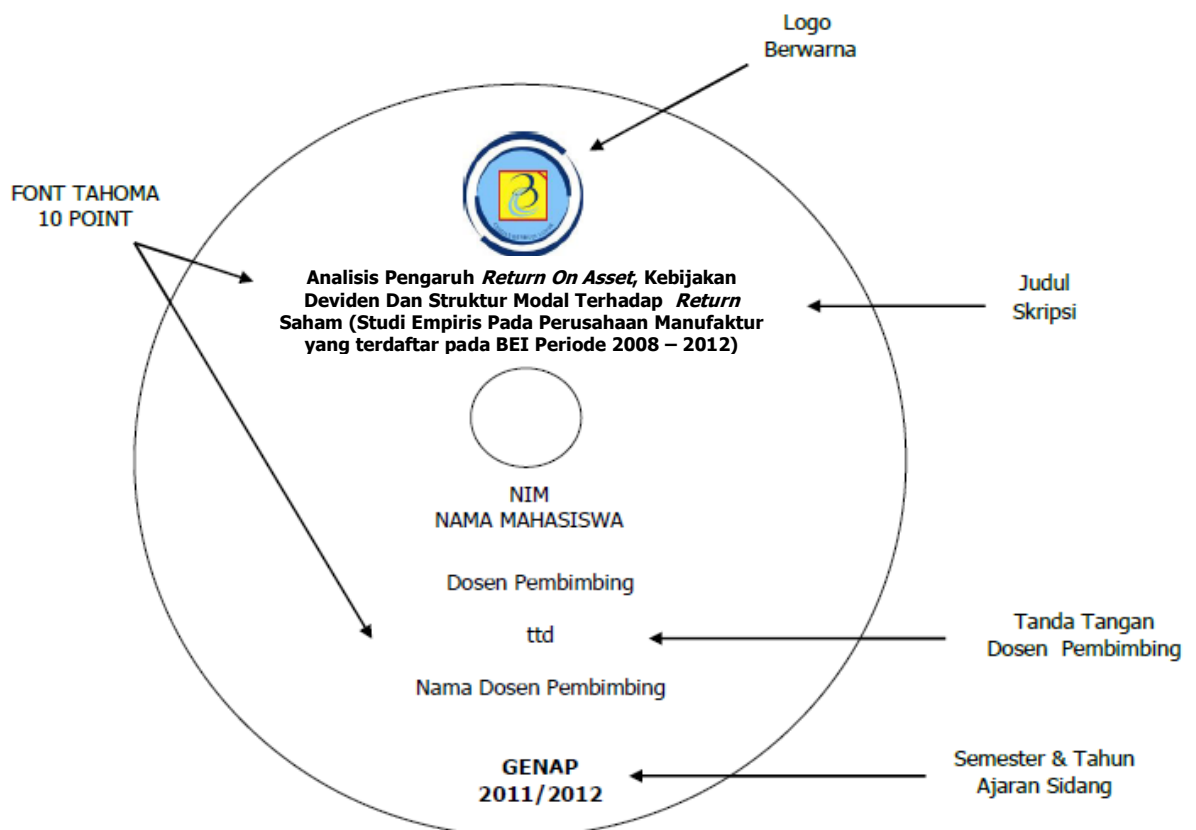 Logo
Berwarna
FONT TAHOMA
10 POINT
Analisis Pengaruh Return On Asset, Kebijakan
Deviden Dan Struktur Modal Terhadap Return
Saham (Studi Empiris Pada Perusahaan Manufaktur
yang terdaftar pada BEI Periode 2008 – 2012)
Judul
Skripsi
NIM
NAMA MAHASISWA
Dosen Pembimbing
ttd
Tanda Tangan
Dosen Pembimbing
Nama Dosen Pembimbing
GENAP
2011/2012
Semester & Tahun
Ajaran Sidang